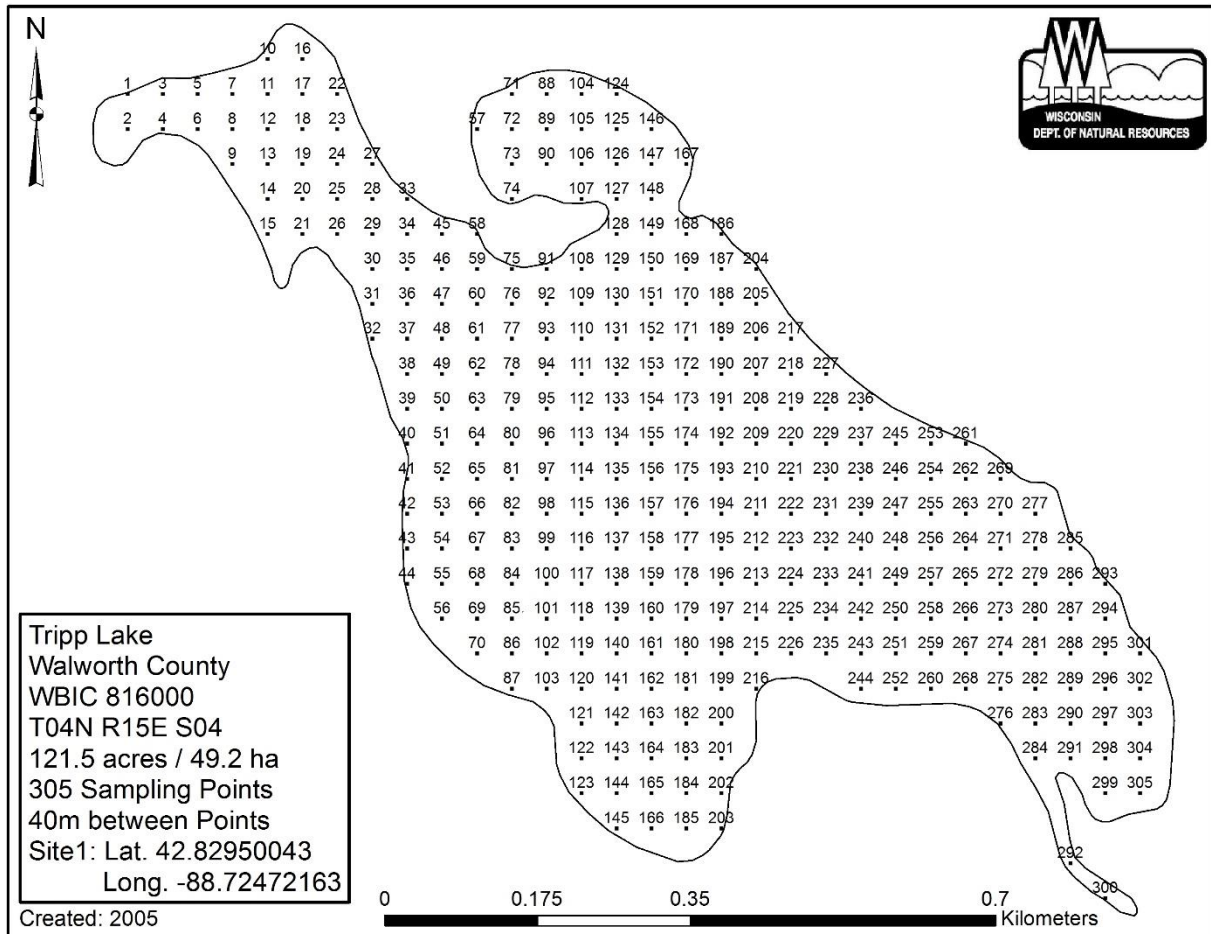 N
WISCONSIN
DEPT. OF NATURAL RESOURCES
10 16
1 3 5 7 11 17 22 71 88 104 124
2 4 6 8 12 18 23 57 72 89 105 125 146
9 13 19 24 27 73 90 106 126 147 167
14 20 25 28 33 74 107 127 148
15 21 26 29 34 45 58 128 149 168 186
30 35 46 59 75 91 108 129 150 169 187 204
31 36 47 60 76 92 109 130 151 170 188 205
32 37 48 61 77 93 110 131 152 171 189 206 217
38 49 62 78 94 111 132 153 172 190 207 218 227
39 50 63 79 95 112 133 154 173 191 208 219 228 236
40 51 64 80 96 113 134 155 174 192 209 220 229 237 245 253 261
41 52 65 81 97 114 135 156 175 193 210 221 230 238 246 254 262 269
42 53 66 82 98 115 136 157 176 194 211 222 231 239 247 255 263 270 277
43 54 67 83 99 116 137 158 177 195 212 223 232 240 248 256 264 271 278 285
44 55 68 84 100 117 138 159 178 196 213 224 233 241 249 257 265 272 279 286 293
56 69 85 101 118 139 160 179 197 214 225 234 242 250 258 266 273 280 287 294
70 86 102 119 140 161 180 198 215 226 235 243 251 259 267 274 281 288 295 301
87 103 120 141 162 181 199 216 244 252 260 268 275 282 289 296 302
121 142 163 182 200 276 283 290 297 303
122 143 164 183 201 284 291 298 304
123 144 165 184 202 299 305
145 166 185 203
292
300
Tripp Lake
Walworth County
WBIC 816000
T04N R15E S04
121.5 acres / 49.2 ha
305 Sampling Points
40m between Points
Site1: Lat. 42.82950043
Long. -88.72472163
Created: 2005
0 0.175 0.35 0.7
Kilometers